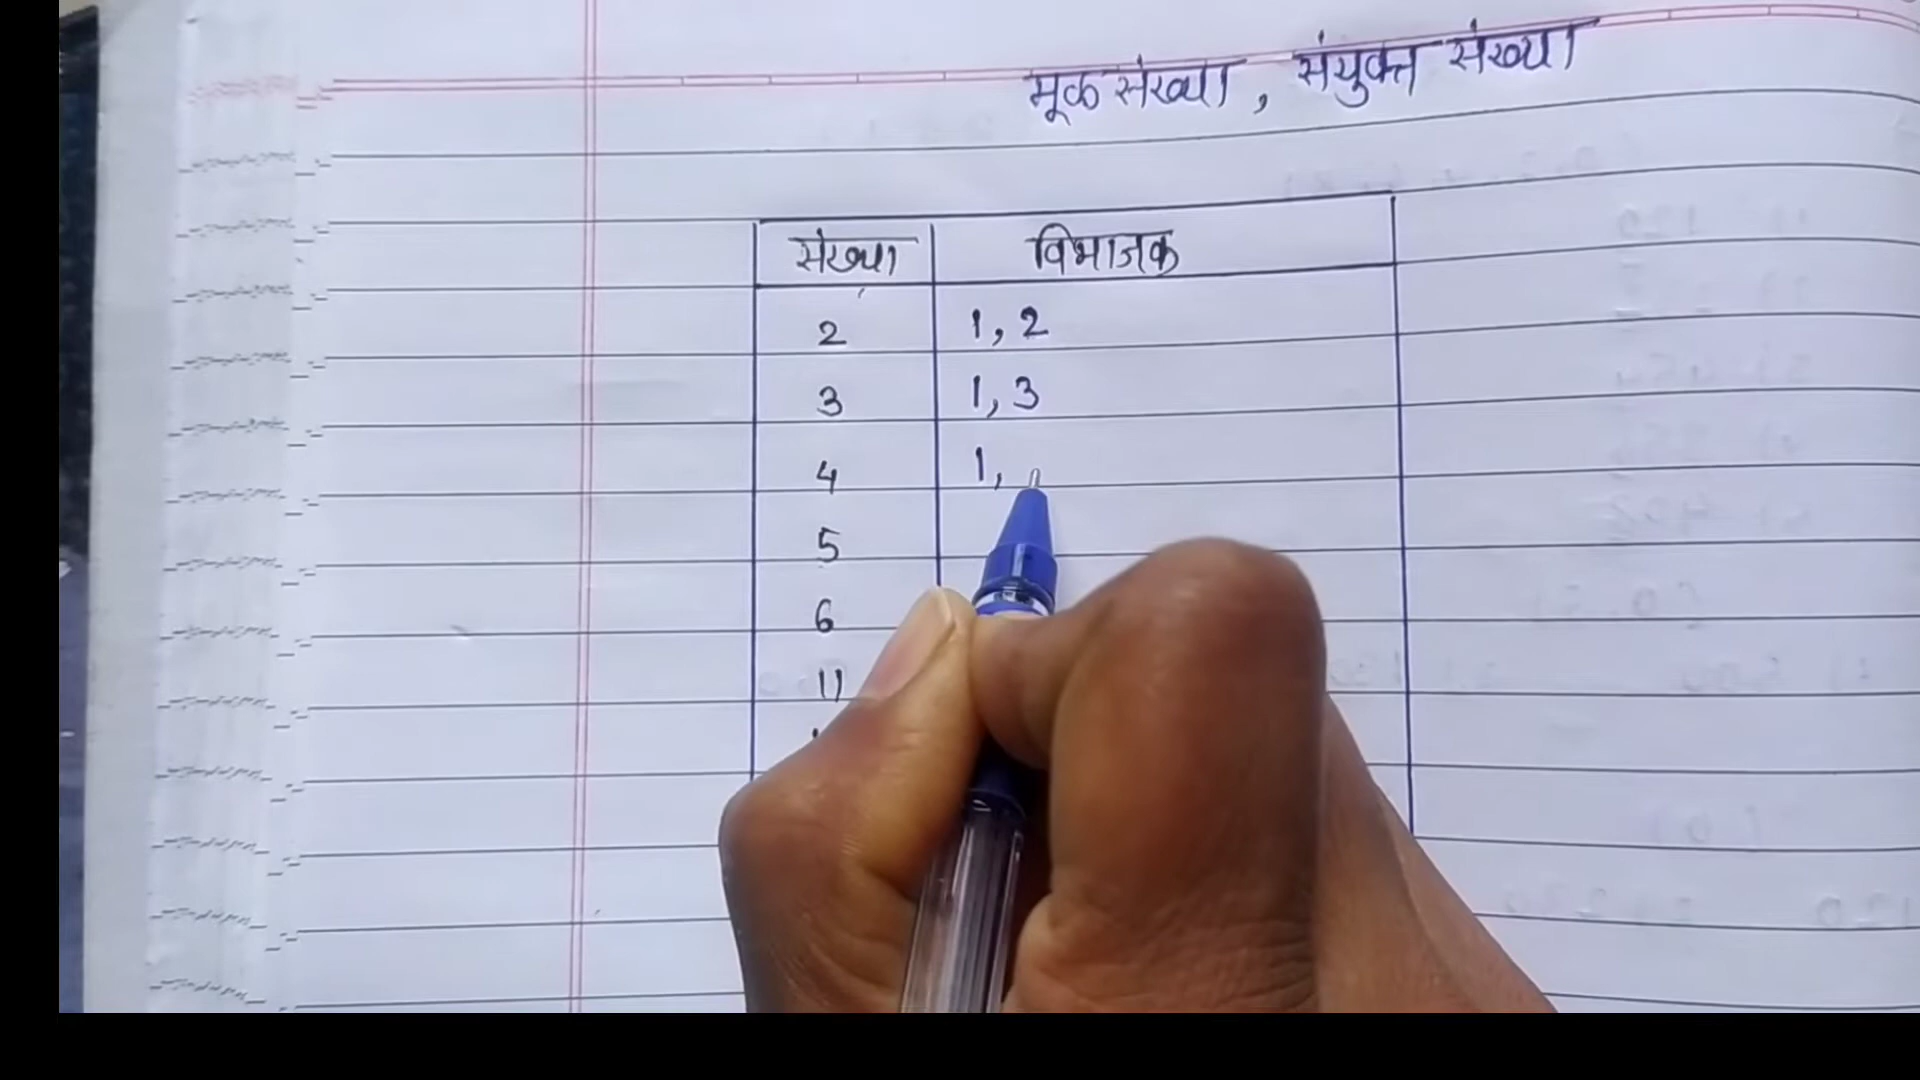 मूळ संख्या, संयुक्त संख्या
संख्या विभाजक
2 1, 2
3 1, 3
4 1,
5
6
11